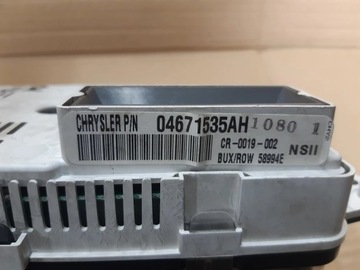 CHRYSLER P/N 04671535AH 1080 1
CR-0019-002
NSII
BUX/ROW 58994E